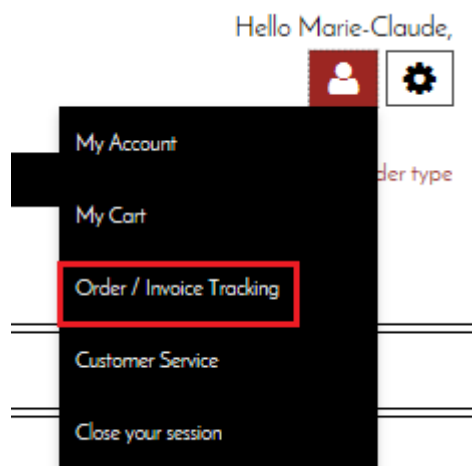 Hello Marie-Claude,
My Account
der type
My Cart
Order / Invoice Tracking
Customer Service
Close your session